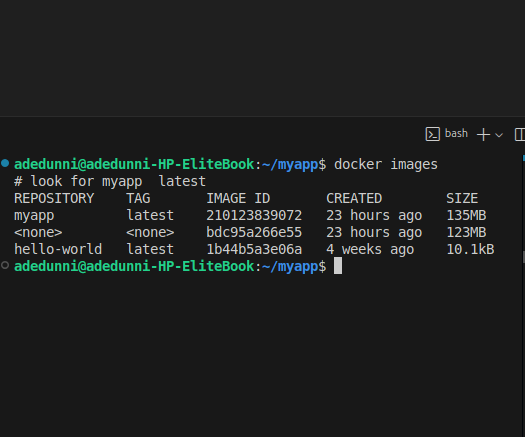 bash
adedunni@adedunni-HP-EliteBook:~/myapp$ docker images
# look for myapp  latest
REPOSITORY    TAG       IMAGE ID       CREATED        SIZE
myapp         latest    210123839072   23 hours ago   135MB
<none>        <none>    bdc95a266e55   23 hours ago   123MB
hello-world   latest    1b44b5a3e06a   4 weeks ago    10.1kB
adedunni@adedunni-HP-EliteBook:~/myapp$